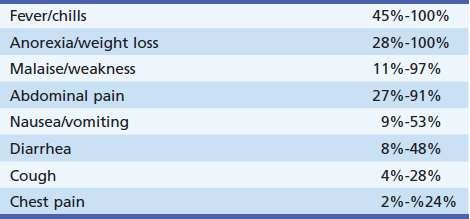 Fever/chills 45%-100%
Anorexia/weight loss 28%-100%
Malaise/weakness 11%-97%
Abdominal pain 27%-91%
Nausea/vomiting 9%-53%
Diarrhea 8%-48%
Cough 4%-28%
Chest pain 2%-%24%